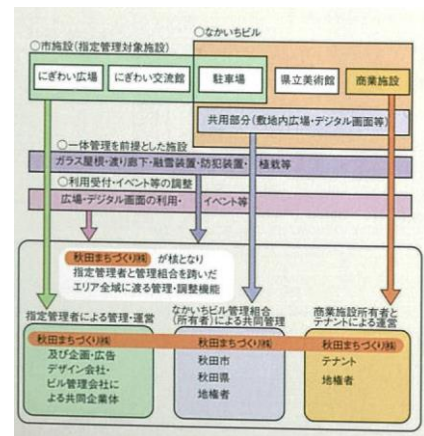 ○なかいちビル
○市施設(指定管理対象施設)
にぎわい広場
にぎわい交流館
駐車場
県立美術館
商業施設
共用部分(敷地内広場・デジタル画面等)
○一体管理を前提とした施設
ガラス屋根・渡り廊下・融雪装置・防犯装置・植栽等
○利用受付・イベント等の調整
広場・デジタル画面の利用・イベント等
秋田まちづくり㈱が核となり
指定管理者と管理組合を跨いだ
エリア全域に渡る管理・調整機能
指定管理者による管理・運営
秋田まちづくり㈱
及び企画・広告
デザイン会社・
ビル管理会社に
よる共同企業体
なかいちビル管理組合
(所有者)による共同管理
秋田まちづくり㈱
秋田市
秋田県
地権者
商業施設所有者と
テナントによる運営
秋田まちづくり㈱
テナント
地権者